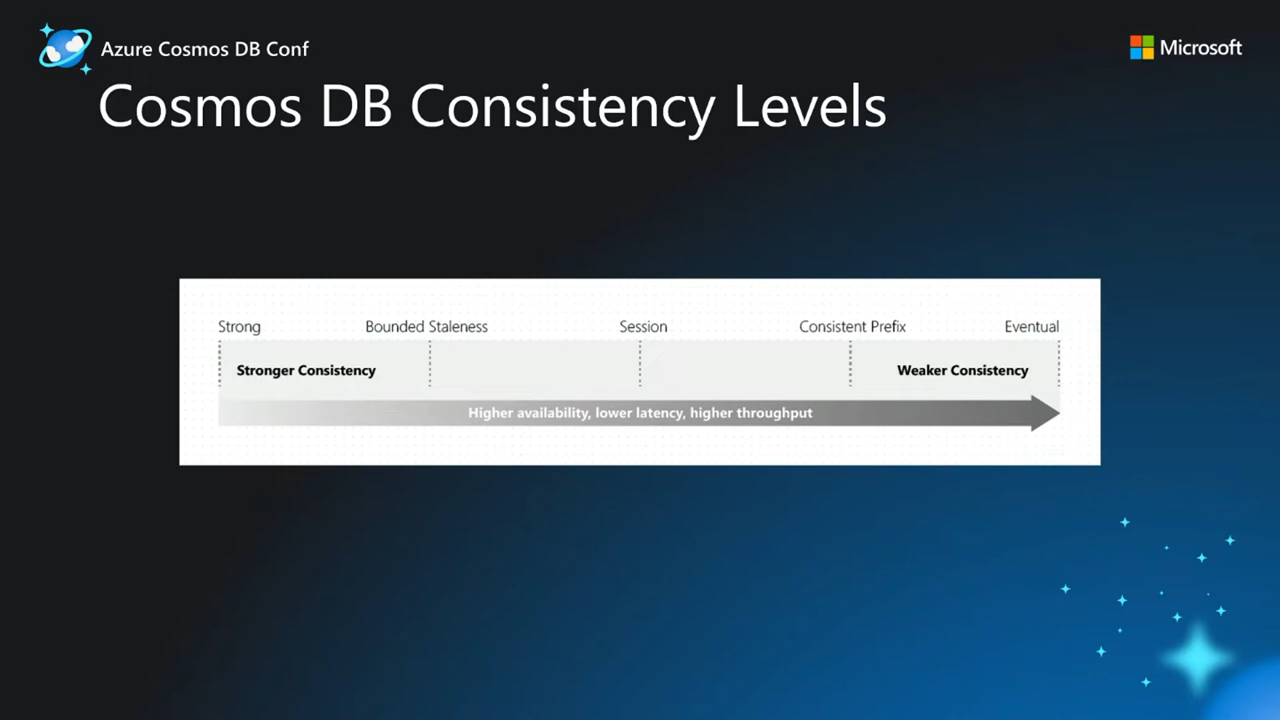 Azure Cosmos DB Conf
Microsoft
Cosmos DB Consistency Levels
Strong
Bounded Staleness
Session
Consistent Prefix
Eventual
Stronger Consistency
Weaker Consistency
Higher availability, lower latency, higher throughput